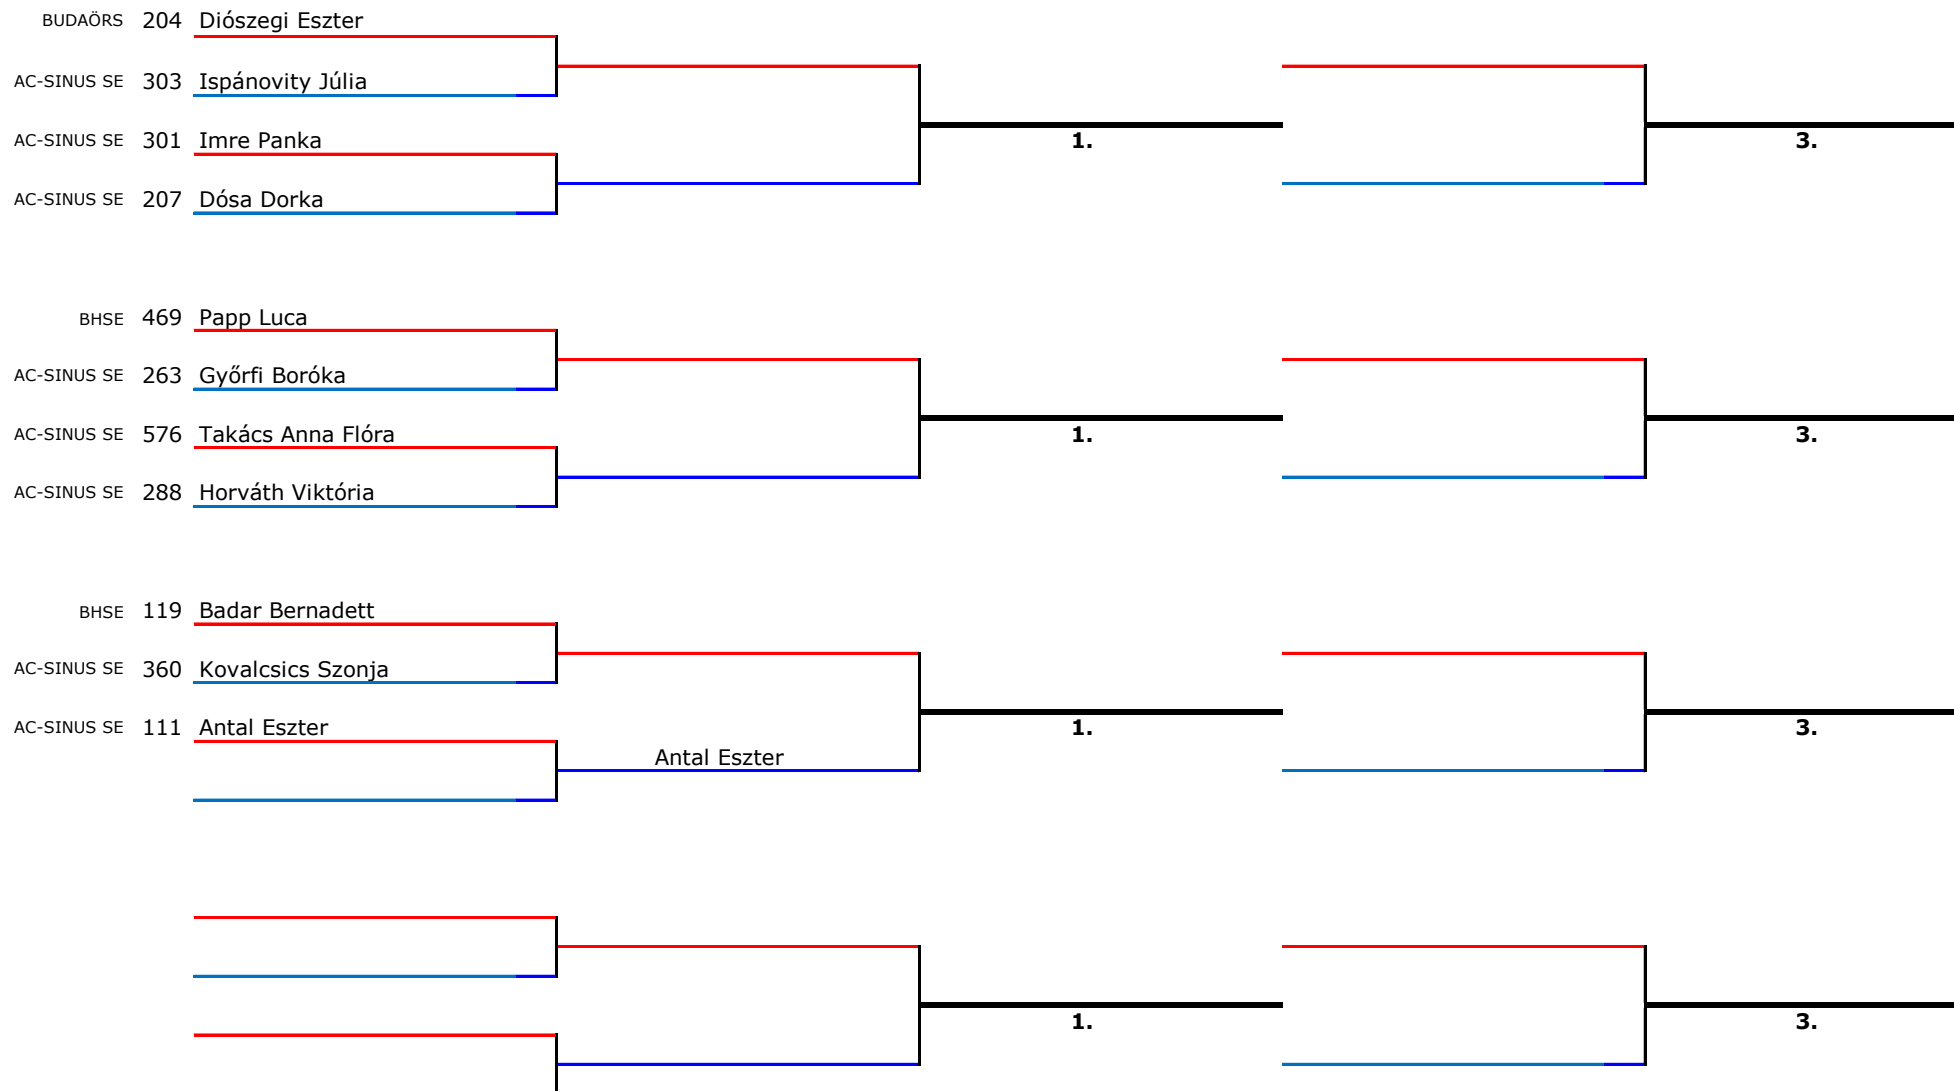 BUDAÖRS 204 Diószegi Eszter
AC-SINUS SE 303 Ispánovity Júlia
AC-SINUS SE 301 Imre Panka 1. 3.
AC-SINUS SE 207 Dósa Dorka
BHSE 469 Papp Luca
AC-SINUS SE 263 Győrfi Boróka
AC-SINUS SE 576 Takács Anna Flóra 1. 3.
AC-SINUS SE 288 Horváth Viktória
BHSE 119 Badar Bernadett
AC-SINUS SE 360 Kovalcsics Szonja
AC-SINUS SE 111 Antal Eszter 1. 3.
Antal Eszter
1. 3.